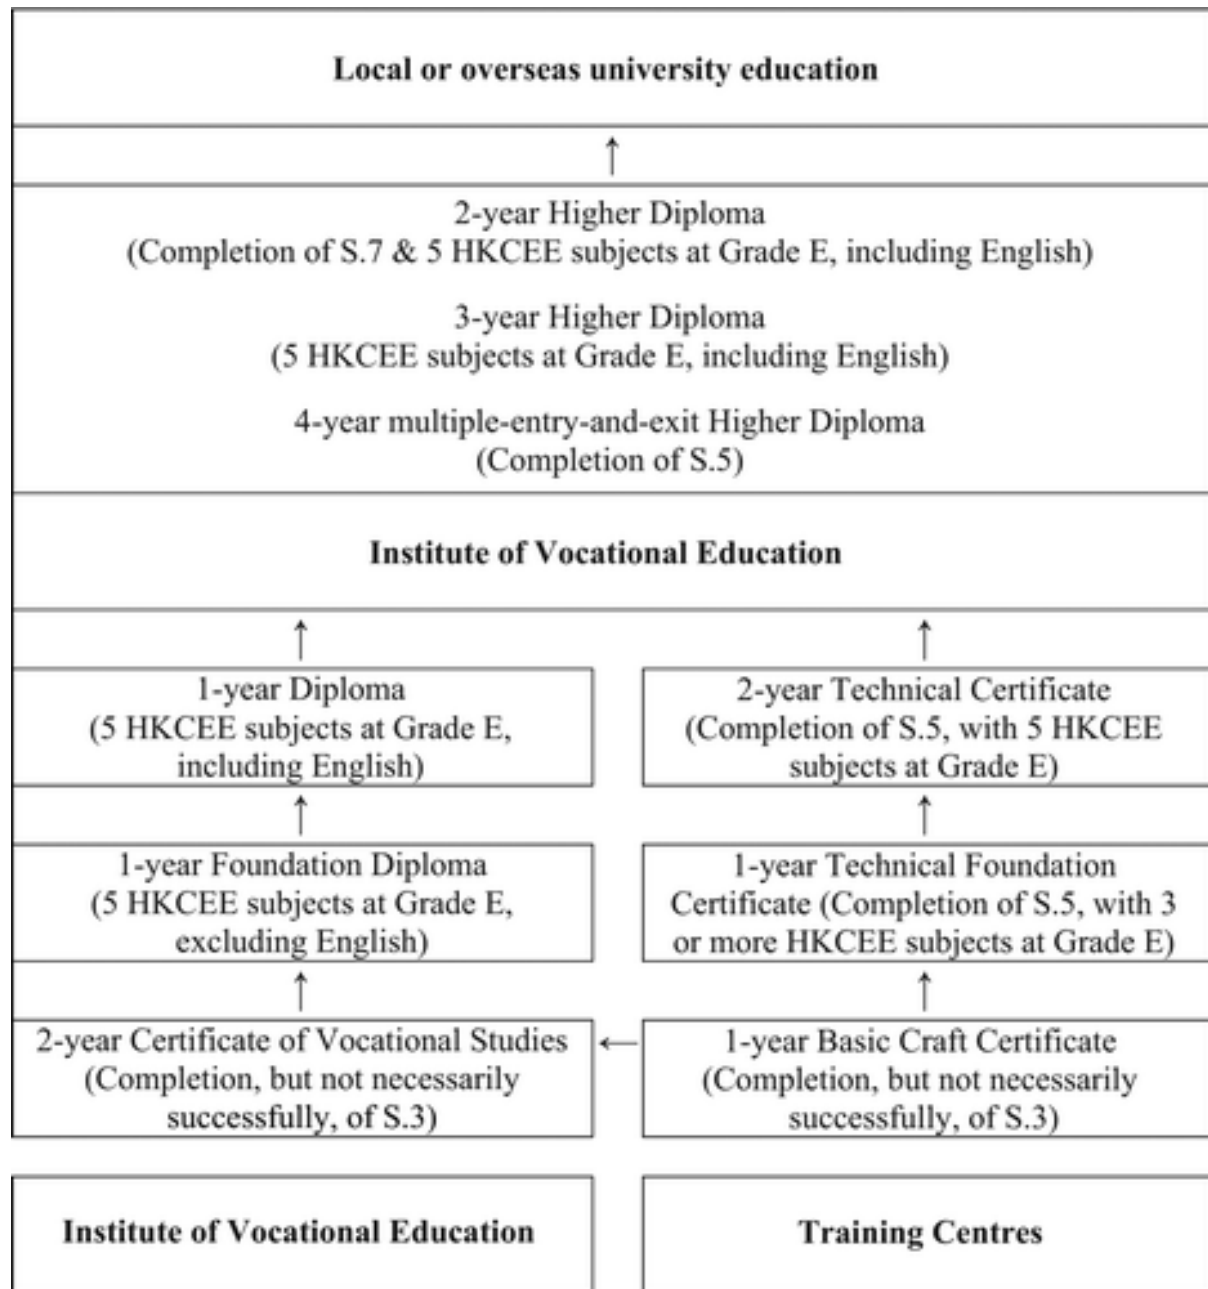 Local or overseas university education
↑
2-year Higher Diploma
(Completion of S.7 & 5 HKCEE subjects at Grade E, including English)
3-year Higher Diploma
(5 HKCEE subjects at Grade E, including English)
4-year multiple-entry-and-exit Higher Diploma
(Completion of S.5)
Institute of Vocational Education
↑
1-year Diploma
(5 HKCEE subjects at Grade E,
including English)
↑
1-year Foundation Diploma
(5 HKCEE subjects at Grade E,
excluding English)
↑
2-year Certificate of Vocational Studies
(Completion, but not necessarily
successfully, of S.3)
Institute of Vocational Education
↑
2-year Technical Certificate
(Completion of S.5, with 5 HKCEE
subjects at Grade E)
↑
1-year Technical Foundation
Certificate (Completion of S.5, with 3
or more HKCEE subjects at Grade E)
↑
←
1-year Basic Craft Certificate
(Completion, but not necessarily
successfully, of S.3)
Training Centres